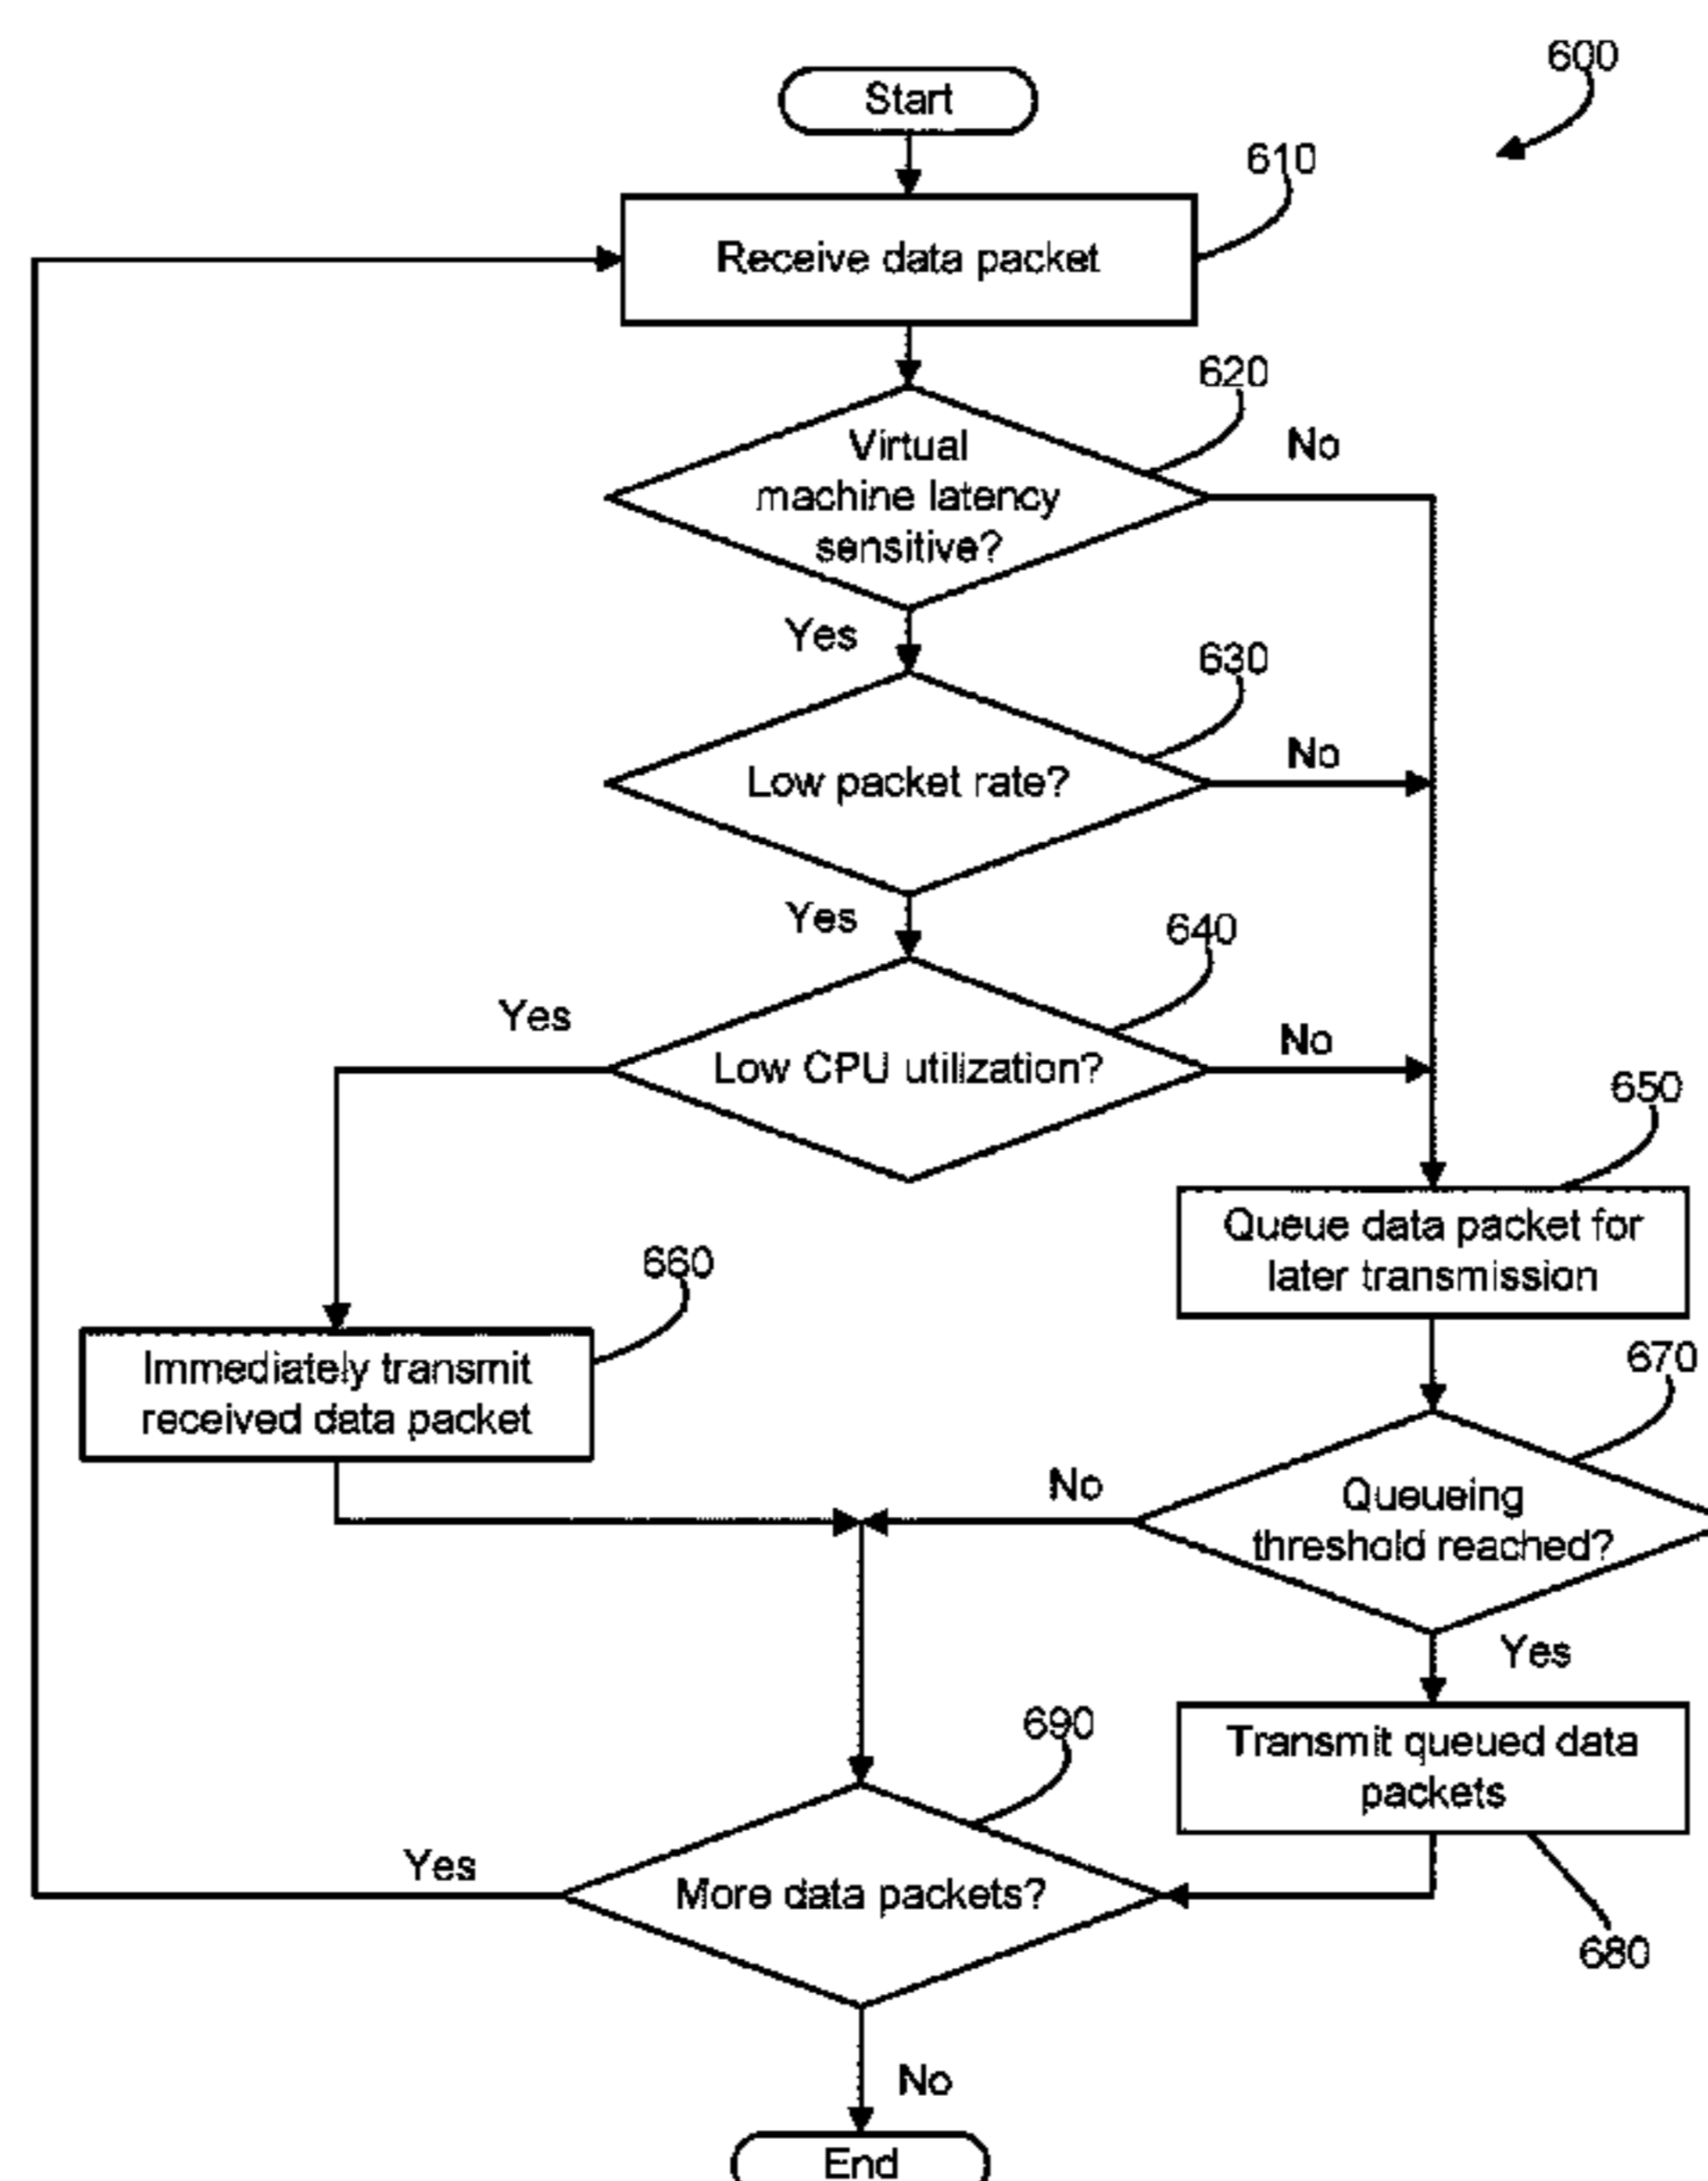 600
Start
610
Receive data packet
620
Virtual
machine latency
sensitive?
No
Yes
630
Low packet rate?
No
Yes
640
Yes
Low CPU utilization?
No
650
Queue data packet for
later transmission
660
Immediately transmit
received data packet
670
No
Queueing
threshold reached?
Yes
690
Transmit queued data
packets
Yes
More data packets?
680
No
End